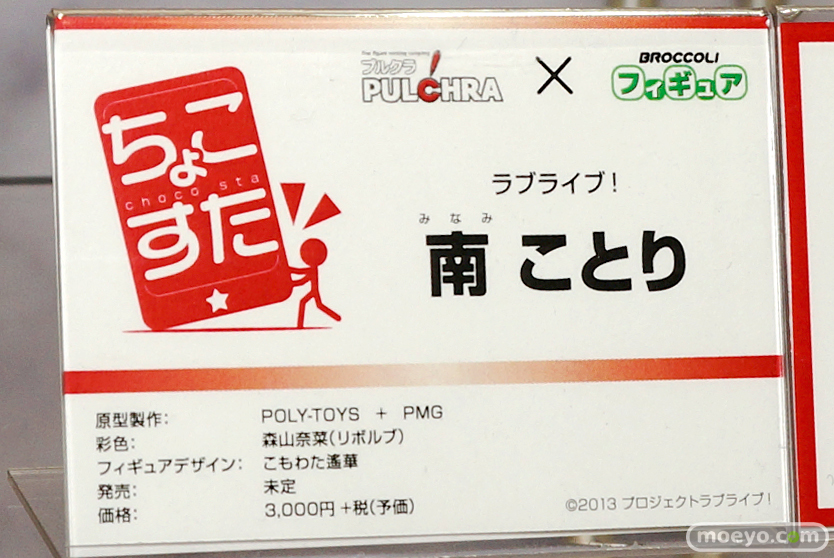 ちょこ
choco sta
すた
プルクラ
PULCHRA
×
BROCCOLI
フィギュア
ラブライブ!
みなみ
南 ことり
原型製作: POLY-TOYS + PMG
彩色: 森山奈菜(リボルブ)
フィギュアデザイン: こもわた遙華
発売: 未定
価格: 3,000円+税(予価)
©2013 プロジェクトラブライブ!
moeyo.com